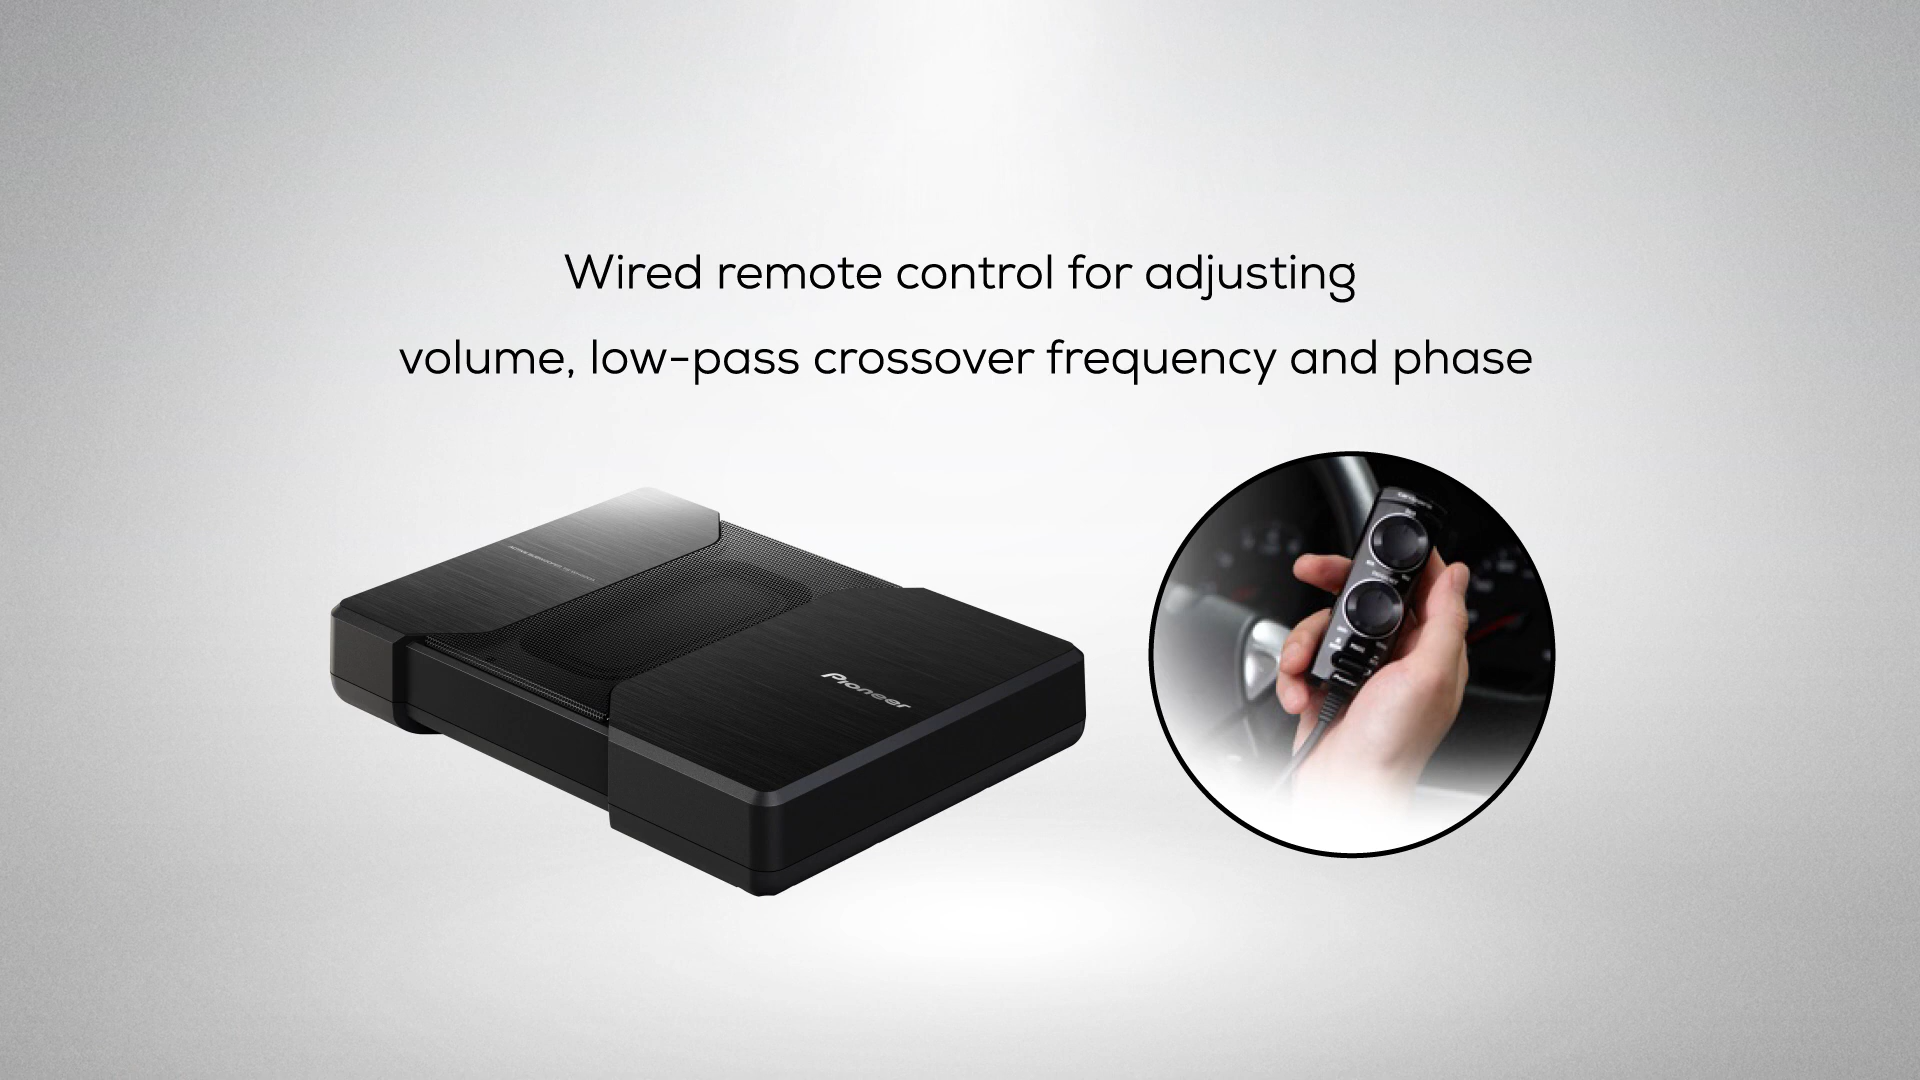 Wired remote control for adjusting
volume, low-pass crossover frequency and phase
Pioneer